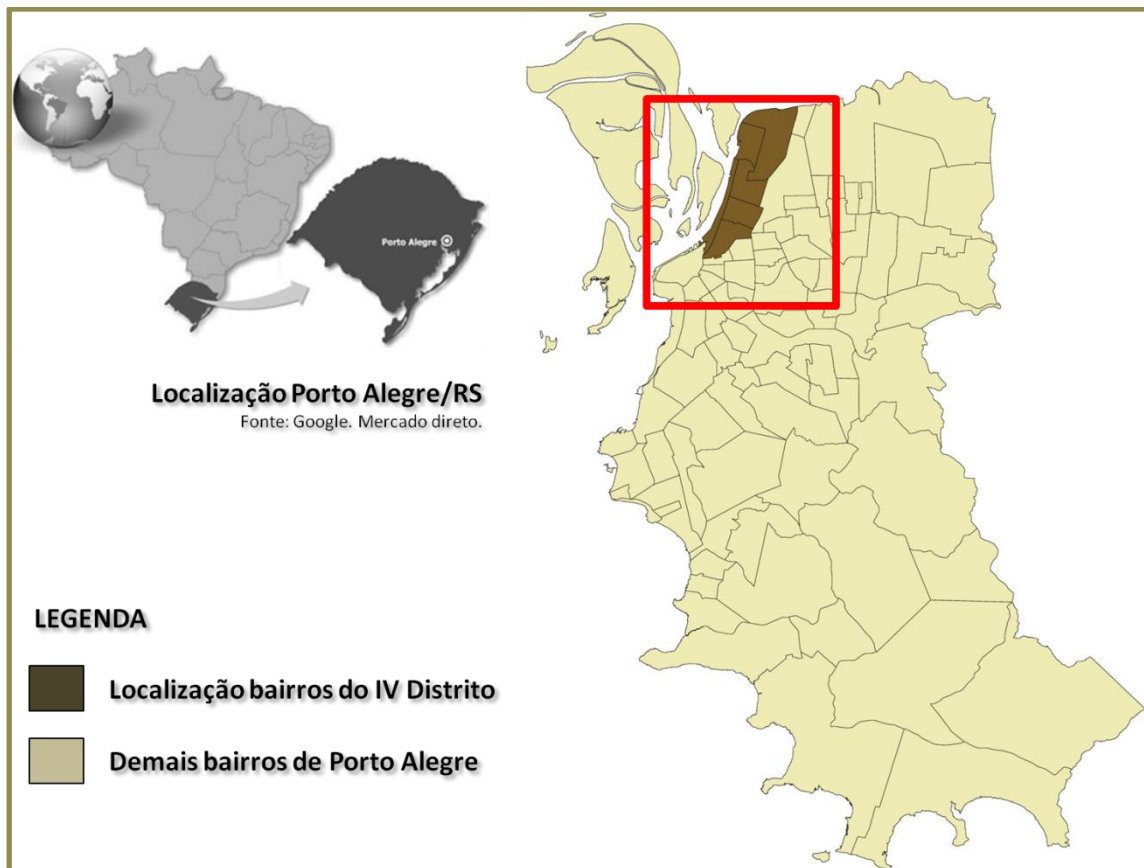 Porto Alegre
Localização Porto Alegre/RS
Fonte: Google. Mercado direto.
LEGENDA
Localização bairros do IV Distrito
Demais bairros de Porto Alegre